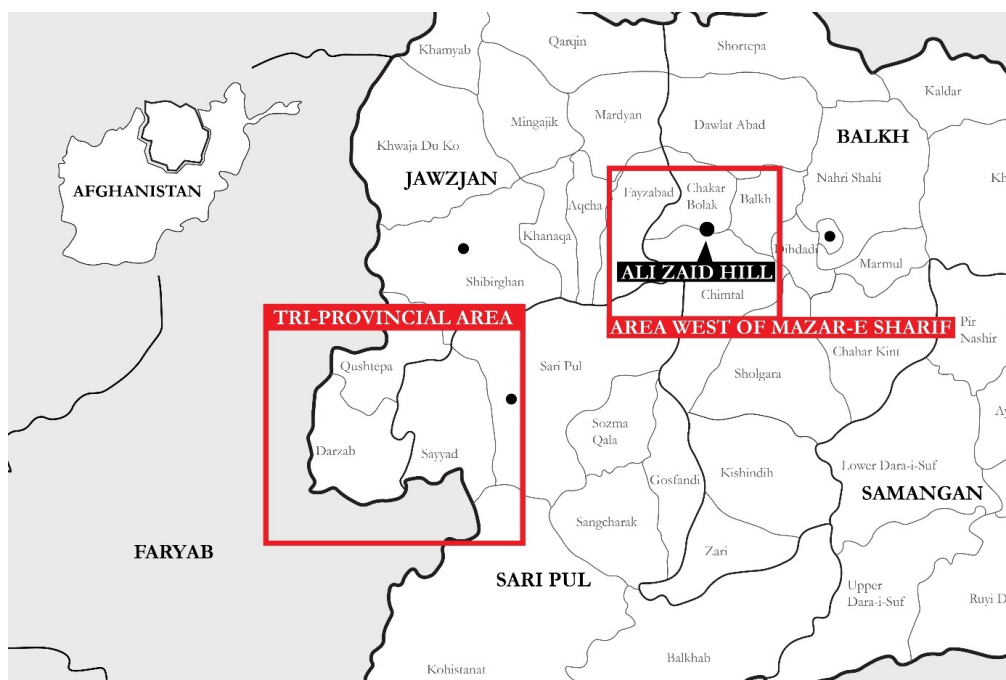 Khamyab
Qarqin
Shortepa
Kaldar
Mingajik
Mardyan
Dawlat Abad
BALKH
Khwaja Du Ko
JAWZJAN
AFGHANISTAN
Fayzabad
Chakar
Bolak
Balkh
Nahri Shahi
Aqcha
Khanaqa
Dihdadi
Marmul
ALI ZAID HILL
Shibirghan
Chimtal
TRI-PROVINCIAL AREA
AREA WEST OF MAZAR-E SHARIF
Pir
Nashir
Chahar Kint
Qushtepa
Sari Pul
Sholgara
Sozma
Qala
Darzab
Sayyad
Lower Dara-i-Suf
Gosfandi
Kishindih
SAMANGAN
Sangcharak
FARYAB
Zari
SARI PUL
Upper
Dara-i-Suf
Ruyi D
Balkhab
Kohistanat